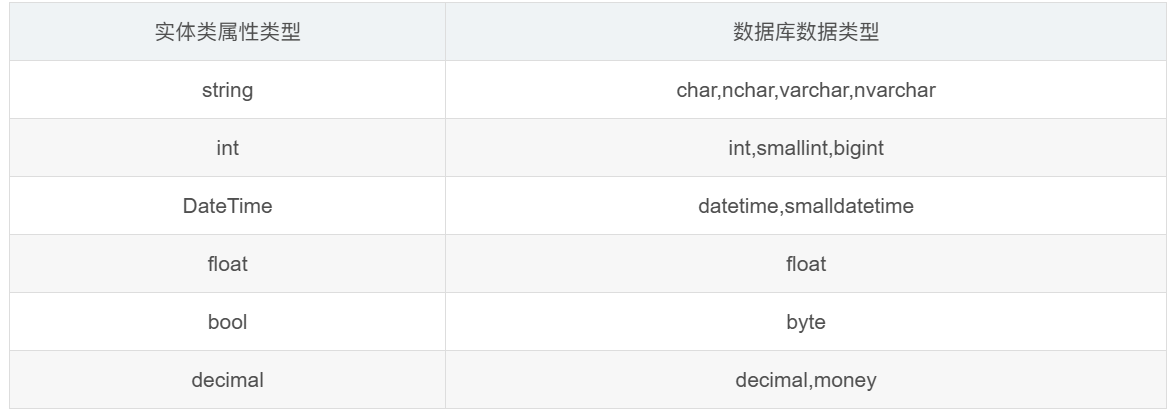 实体类属性类型 数据库数据类型
string char,nchar,varchar,nvarchar
int int,smallint,bigint
DateTime datetime,smalldatetime
float float
bool byte
decimal decimal,money